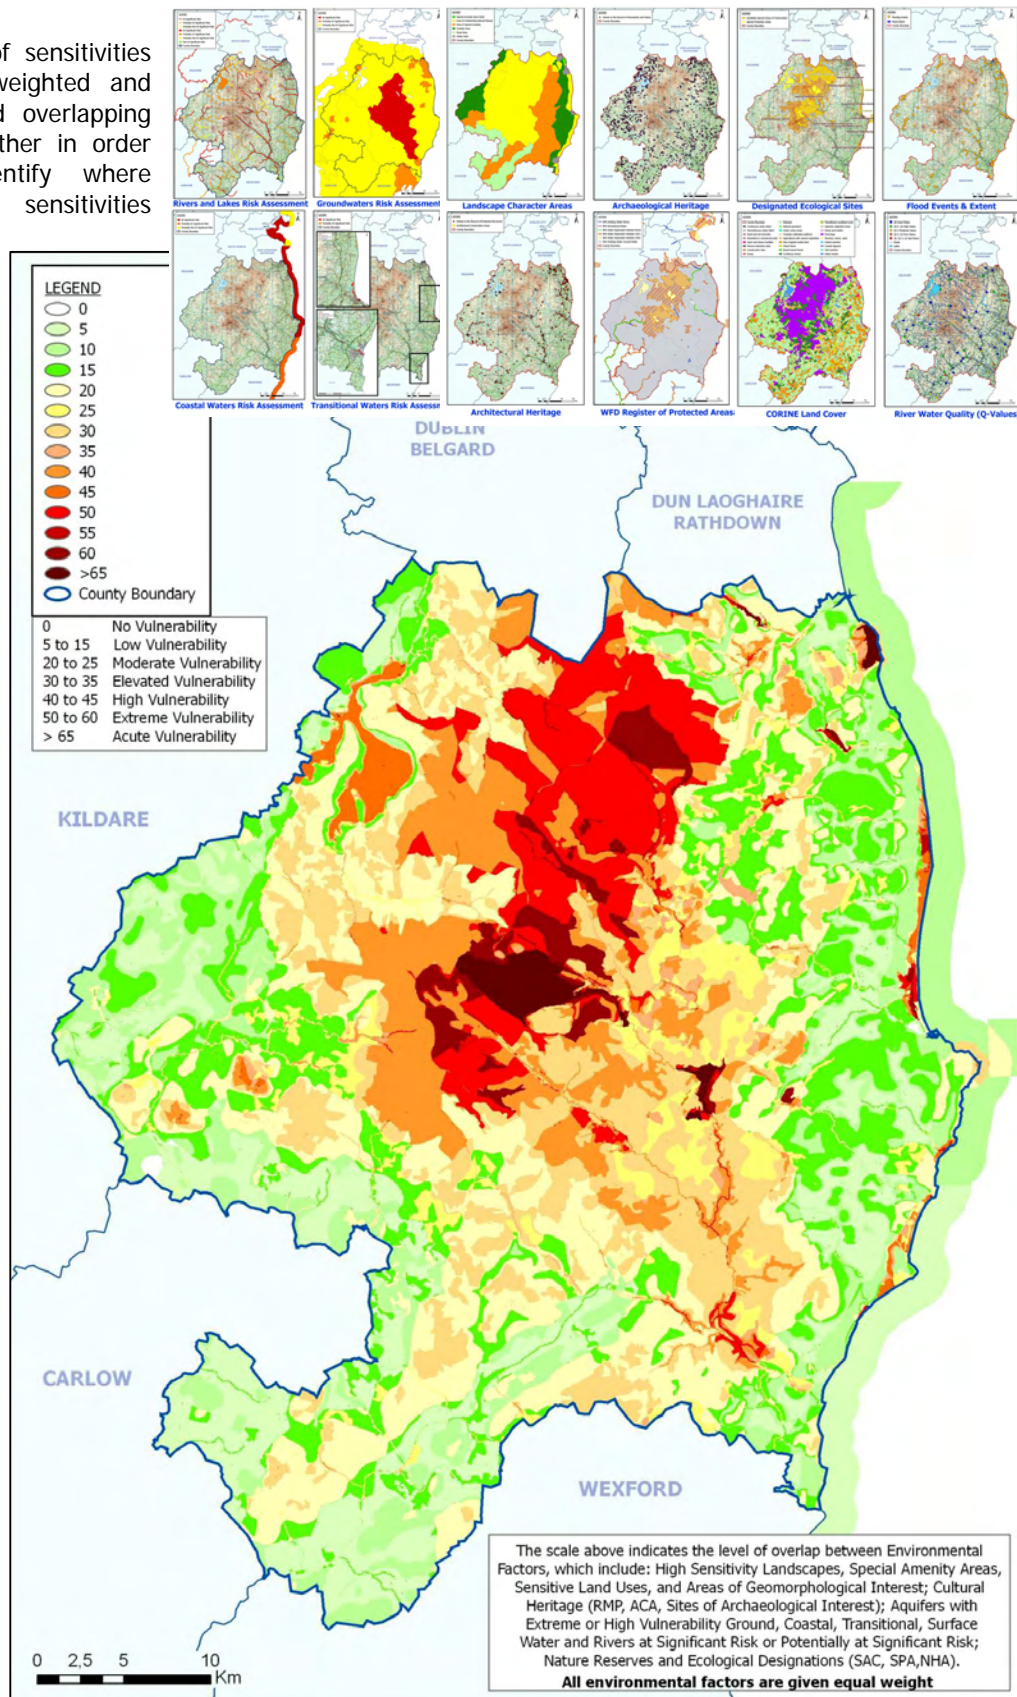 of sensitivities
weighted and
d overlapping
ther in order
entify where
sensitivities
Rivers and Lakes Risk Assessment
Groundwaters Risk Assessment
Landscape Character Areas
Archaeological Heritage
Designated Ecological Sites
Flood Events & Extent
Coastal Waters Risk Assessment
Transitional Waters Risk Assessm
Architectural Heritage
WFD Register of Protected Areas
CORINE Land Cover
River Water Quality (Q-Values
LEGEND
0
5
10
15
20
25
30
35
40
45
50
55
60
>65
County Boundary
0 No Vulnerability
5 to 15 Low Vulnerability
20 to 25 Moderate Vulnerability
30 to 35 Elevated Vulnerability
40 to 45 High Vulnerability
50 to 60 Extreme Vulnerability
> 65 Acute Vulnerability
DUBLIN
BELGARD
DUN LAOGHAIRE
RATHDOWN
KILDARE
CARLOW
WEXFORD
0 2,5 5 10
Km
The scale above indicates the level of overlap between Environmental
Factors, which include: High Sensitivity Landscapes, Special Amenity Areas,
Sensitive Land Uses, and Areas of Geomorphological Interest; Cultural
Heritage (RMP, ACA, Sites of Archaeological Interest); Aquifers with
Extreme or High Vulnerability Ground, Coastal, Transitional, Surface
Water and Rivers at Significant Risk or Potentially at Significant Risk;
Nature Reserves and Ecological Designations (SAC, SPA,NHA).
All environmental factors are given equal weight